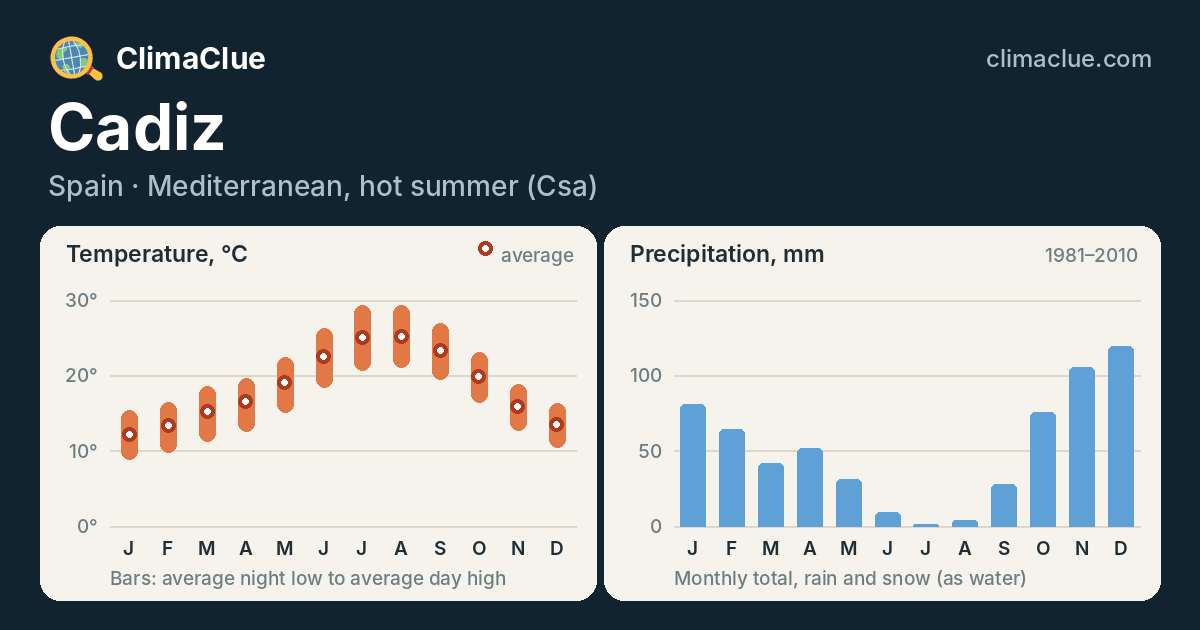 ClimaClue
climaclue.com
Cadiz
Spain · Mediterranean, hot summer (Csa)
Temperature, °C
average
30°
20°
10°
0°
J F M A M J J A S O N D
Bars: average night low to average day high
Precipitation, mm
1981–2010
150
100
50
0
J F M A M J J A S O N D
Monthly total, rain and snow (as water)